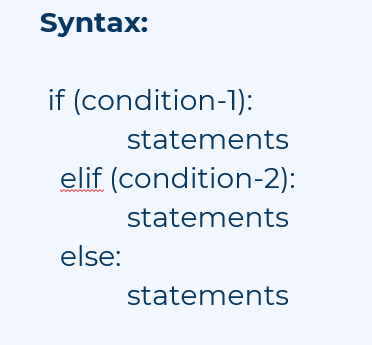 Syntax:
if (condition-1):
statements
elif (condition-2):
statements
else:
statements